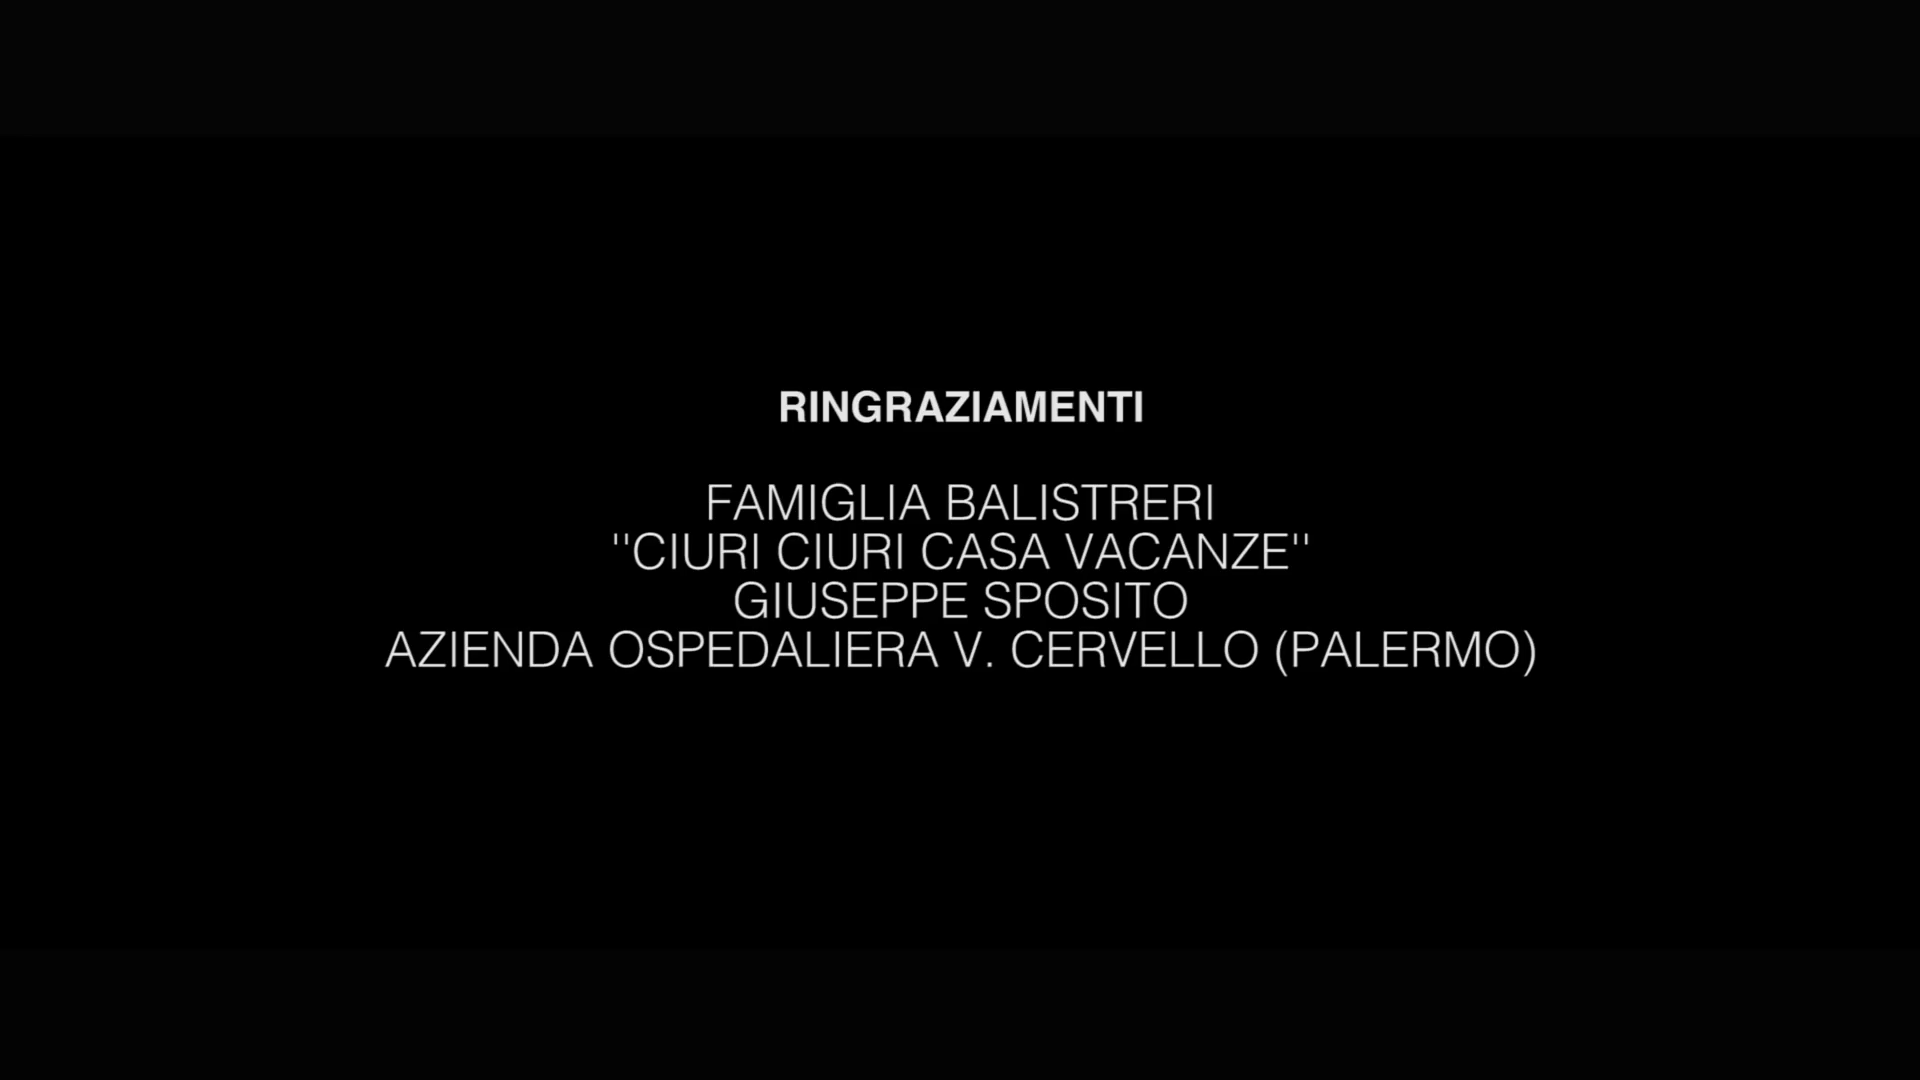 RINGRAZIAMENTI
FAMIGLIA BALISTRERI
"CIURI CIURI CASA VACANZE"
GIUSEPPE SPOSITO
AZIENDA OSPEDALIERA V. CERVELLO (PALERMO)